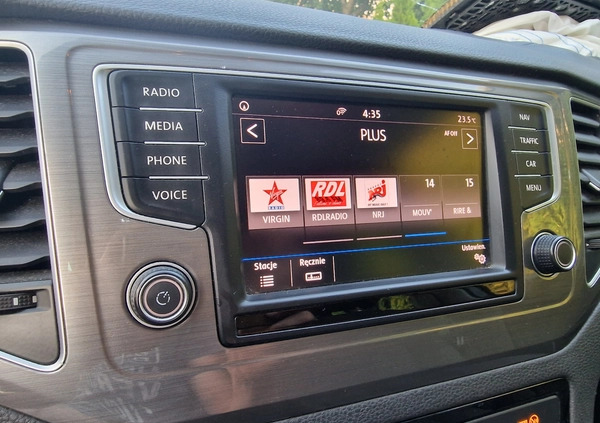 RADIO
MEDIA
PHONE
VOICE
4:35
23.5°C
PLUS
AF Off
<
>
RDL
NRJ
14
15
VIRGIN
RDLRADIO
NRJ
MOUV'
RIRE &
Stacje
Ręcznie
Ustawien.
NAV
TRAFFIC
CAR
MENU